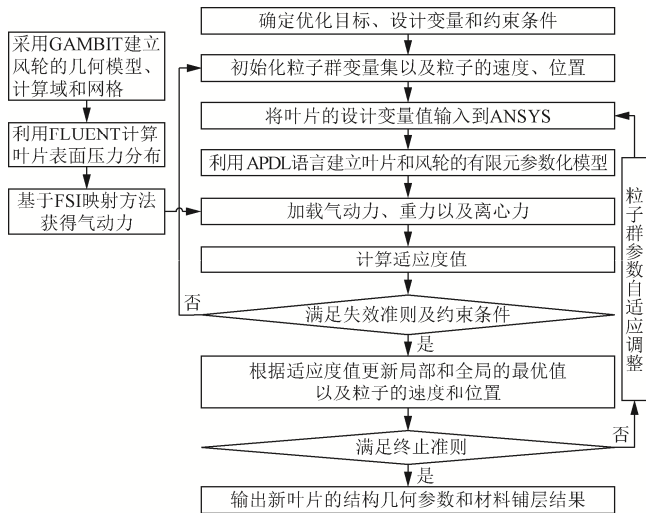 确定优化目标、设计变量和约束条件
采用GAMBIT建立
风轮的几何模型、
计算域和网格
初始化粒子群变量集以及粒子的速度、位置
将叶片的设计变量值输入到ANSYS
利用FLUENT计算
叶片表面压力分布
利用APDL语言建立叶片和风轮的有限元参数化模型
基于FSI映射方法
获得气动力
加载气动力、重力以及离心力
粒子群参数自适应调整
计算适应度值
否
满足失效准则及约束条件
是
根据适应度值更新局部和全局的最优值
以及粒子的速度和位置
否
满足终止准则
是
输出新叶片的结构几何参数和材料铺层结果